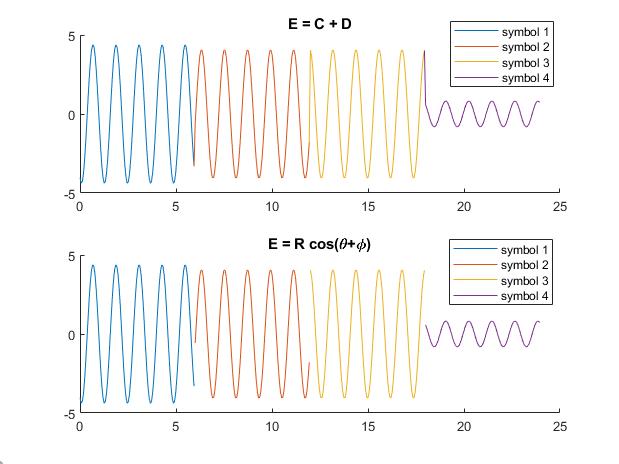 E = C + D
symbol 1
symbol 2
symbol 3
symbol 4
5
0
-5
0 5 10 15 20 25
E = R cos(θ+ϕ)
symbol 1
symbol 2
symbol 3
symbol 4
5
0
-5
0 5 10 15 20 25